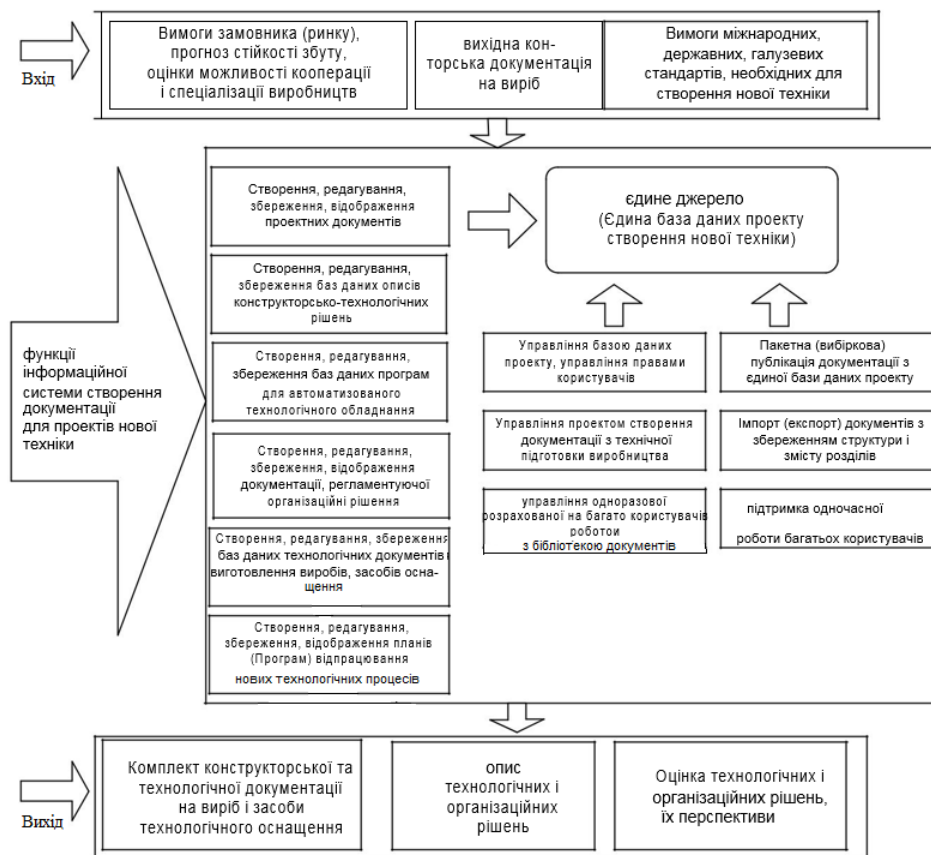 Вхід
Вимоги замовника (ринку),
прогноз стійкості збуту,
оцінки можливості кооперації
і спеціалізації виробництв
вихідна кон-
торська документація
на виріб
Вимоги міжнародних,
державних, галузевих
стандартів, необхідних для
створення нової техніки
функції
інформаційної
системи створення
документації
для проектів нової
техніки
Створення, редагування,
збереження, відображення
проектних документів
Створення, редагування,
збереження баз даних описів
конструкторсько-технологічних
рішень
Створення, редагування,
збереження баз даних програм
для автоматизованого
технологічного обладнання
Створення, редагування,
збереження, відображення
документації, регламентуючої
організаційні рішення
Створення, редагування, збереження
баз даних технологічних документів
виготовлення виробів, засобів осна-
щення
Створення, редагування,
збереження, відображення планів
(Програм) відпрацювання
нових технологічних процесів
єдине джерело
(Єдина база даних проекту
створення нової техніки)
Управління базою даних
проекту, управління правами
користувачів
Пакетна (вибіркова)
публікація документації з
єдиної бази даних проекту
Управління проектом створення
документації з технічної
підготовки виробництва
Імпорт (експорт) документів з
збереженням структури і
змісту розділів
управління одноразової
розрахованої на багато користувачів
роботои
з бібліотекою документів
підтримка одночасної
роботи багатьох користувачів
Вихід
Комплект конструкторської та
технологічної документації
на виріб і засоби
технологічного оснащення
опис
технологічних і
організаційних
рішень
Оцінка технологічних і
організаційних рішень,
їх перспективи